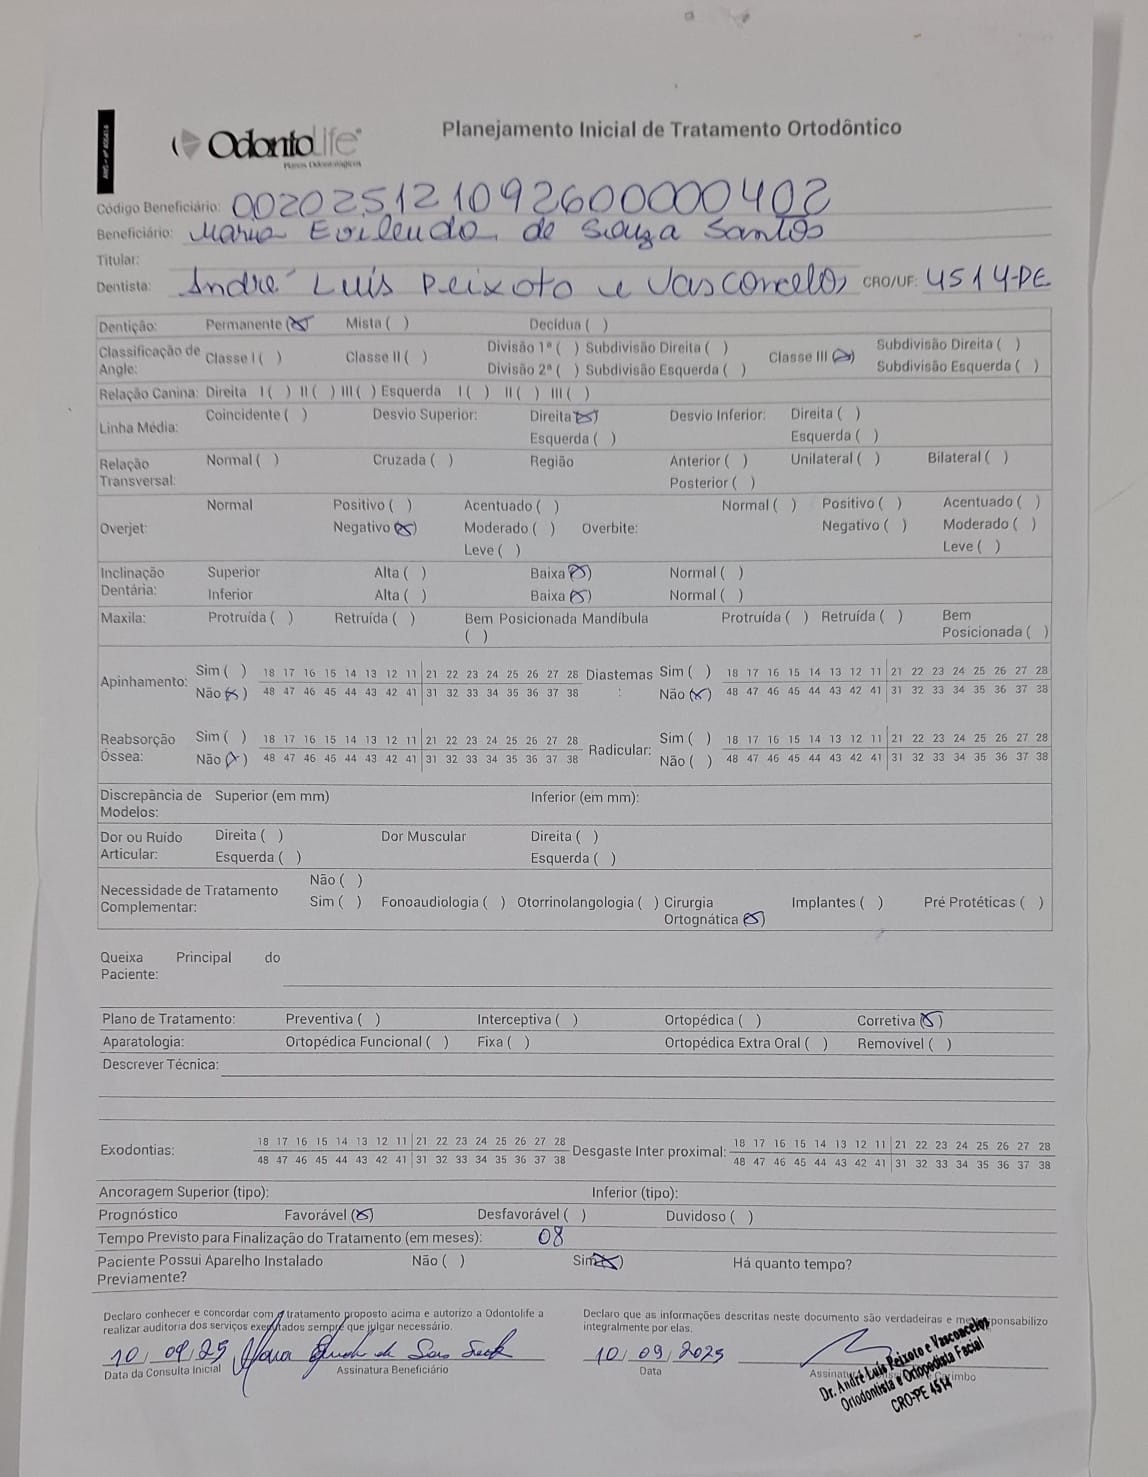 ANS - nº
OdontoLife
Planos Odontológicos
Planejamento Inicial de Tratamento Ortodôntico
Código Beneficiário: 002025121092600000402
Beneficiário: Maria Evilenda de Souza Santos
Titular:
Dentista: André Luís Peixoto e Vasconcelos CRO/UF: 4514-PE
Dentição: Permanente (X) Mista ( ) Decídua ( )
Classificação de Angle: Classe I ( ) Classe II ( ) Divisão 1ª ( ) Subdivisão Direita ( ) Divisão 2ª ( ) Subdivisão Esquerda ( ) Classe III (X) Subdivisão Direita ( ) Subdivisão Esquerda ( )
Relação Canina: Direita I ( ) II ( ) III ( ) Esquerda I ( ) II ( ) III ( )
Linha Média: Coincidente ( ) Desvio Superior: Direita (X) Esquerda ( ) Desvio Inferior: Direita ( ) Esquerda ( )
Relação Transversal: Normal ( ) Cruzada ( ) Região Anterior ( ) Posterior ( ) Unilateral ( ) Bilateral ( )
Overjet: Normal Positivo ( ) Negativo (X) Acentuado ( ) Moderado ( ) Leve ( ) Overbite: Normal ( ) Positivo ( ) Negativo ( ) Acentuado ( ) Moderado ( ) Leve ( )
Inclinação Dentária: Superior Alta ( ) Baixa (X) Normal ( )
Inferior Alta ( ) Baixa (X) Normal ( )
Maxila: Protruída ( ) Retruída ( ) Bem Posicionada ( ) Mandíbula Protruída ( ) Retruída ( ) Bem Posicionada ( )
Apinhamento: Sim ( ) 18 17 16 15 14 13 12 11 21 22 23 24 25 26 27 28 Diastemas: Sim ( ) 18 17 16 15 14 13 12 11 21 22 23 24 25 26 27 28
Não (X) 48 47 46 45 44 43 42 41 31 32 33 34 35 36 37 38 Não (X) 48 47 46 45 44 43 42 41 31 32 33 34 35 36 37 38
Reabsorção Óssea: Sim ( ) 18 17 16 15 14 13 12 11 21 22 23 24 25 26 27 28 Radicular: Sim ( ) 18 17 16 15 14 13 12 11 21 22 23 24 25 26 27 28
Não (X) 48 47 46 45 44 43 42 41 31 32 33 34 35 36 37 38 Não ( ) 48 47 46 45 44 43 42 41 31 32 33 34 35 36 37 38
Discrepância de Modelos: Superior (em mm) Inferior (em mm):
Dor ou Ruído Articular: Direita ( ) Esquerda ( ) Dor Muscular Direita ( ) Esquerda ( )
Necessidade de Tratamento Complementar: Não ( ) Sim ( ) Fonoaudiologia ( ) Otorrinolangologia ( ) Cirurgia Ortognática (X) Implantes ( ) Pré Protéticas ( )
Queixa Principal do Paciente:
Plano de Tratamento: Preventiva ( ) Interceptiva ( ) Ortopédica ( ) Corretiva (X)
Aparatologia: Ortopédica Funcional ( ) Fixa ( ) Ortopédica Extra Oral ( ) Removivel ( )
Descrever Técnica:
Exodontias: 18 17 16 15 14 13 12 11 21 22 23 24 25 26 27 28 Desgaste Inter proximal: 18 17 16 15 14 13 12 11 21 22 23 24 25 26 27 28
48 47 46 45 44 43 42 41 31 32 33 34 35 36 37 38 48 47 46 45 44 43 42 41 31 32 33 34 35 36 37 38
Ancoragem Superior (tipo): Inferior (tipo):
Prognóstico Favorável (X) Desfavorável ( ) Duvidoso ( )
Tempo Previsto para Finalização do Tratamento (em meses): 08
Paciente Possui Aparelho Instalado Previamente? Não ( ) Sim (X) Há quanto tempo?
Declaro conhecer e concordar com o tratamento proposto acima e autorizo a Odontolife a
realizar auditoria dos serviços executados sempre que julgar necessário.
Declaro que as informações descritas neste documento são verdadeiras e me responsabilizo
integralmente por elas.
10/09/25
Data da Consulta Inicial Assinatura Beneficiário
10/09/2025
Data
Dr. André Luis Peixoto e Vasconcelos
Ortodontista e Ortopedista Facial
CRO-PE 4514